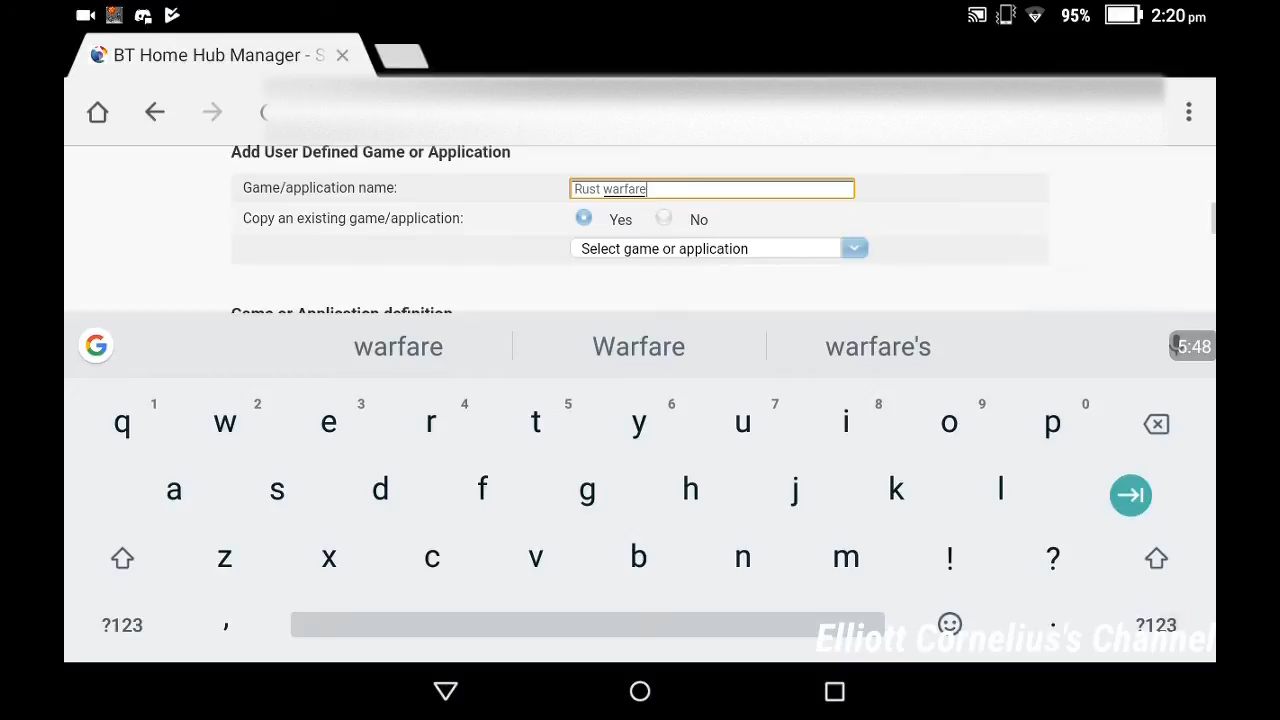 95% 2:20 pm
BT Home Hub Manager - S
Add User Defined Game or Application
Game/application name: Rust warfare
Copy an existing game/application: Yes No
Select game or application
Game or Application definition
warfare Warfare warfare's 5:48
1 2 3 4 5 6 7 8 9 0
q w e r t y u i o p
a s d f g h j k l
z x c v b n m ! ?
?123 , . ?123
Elliott Cornelius's Channel